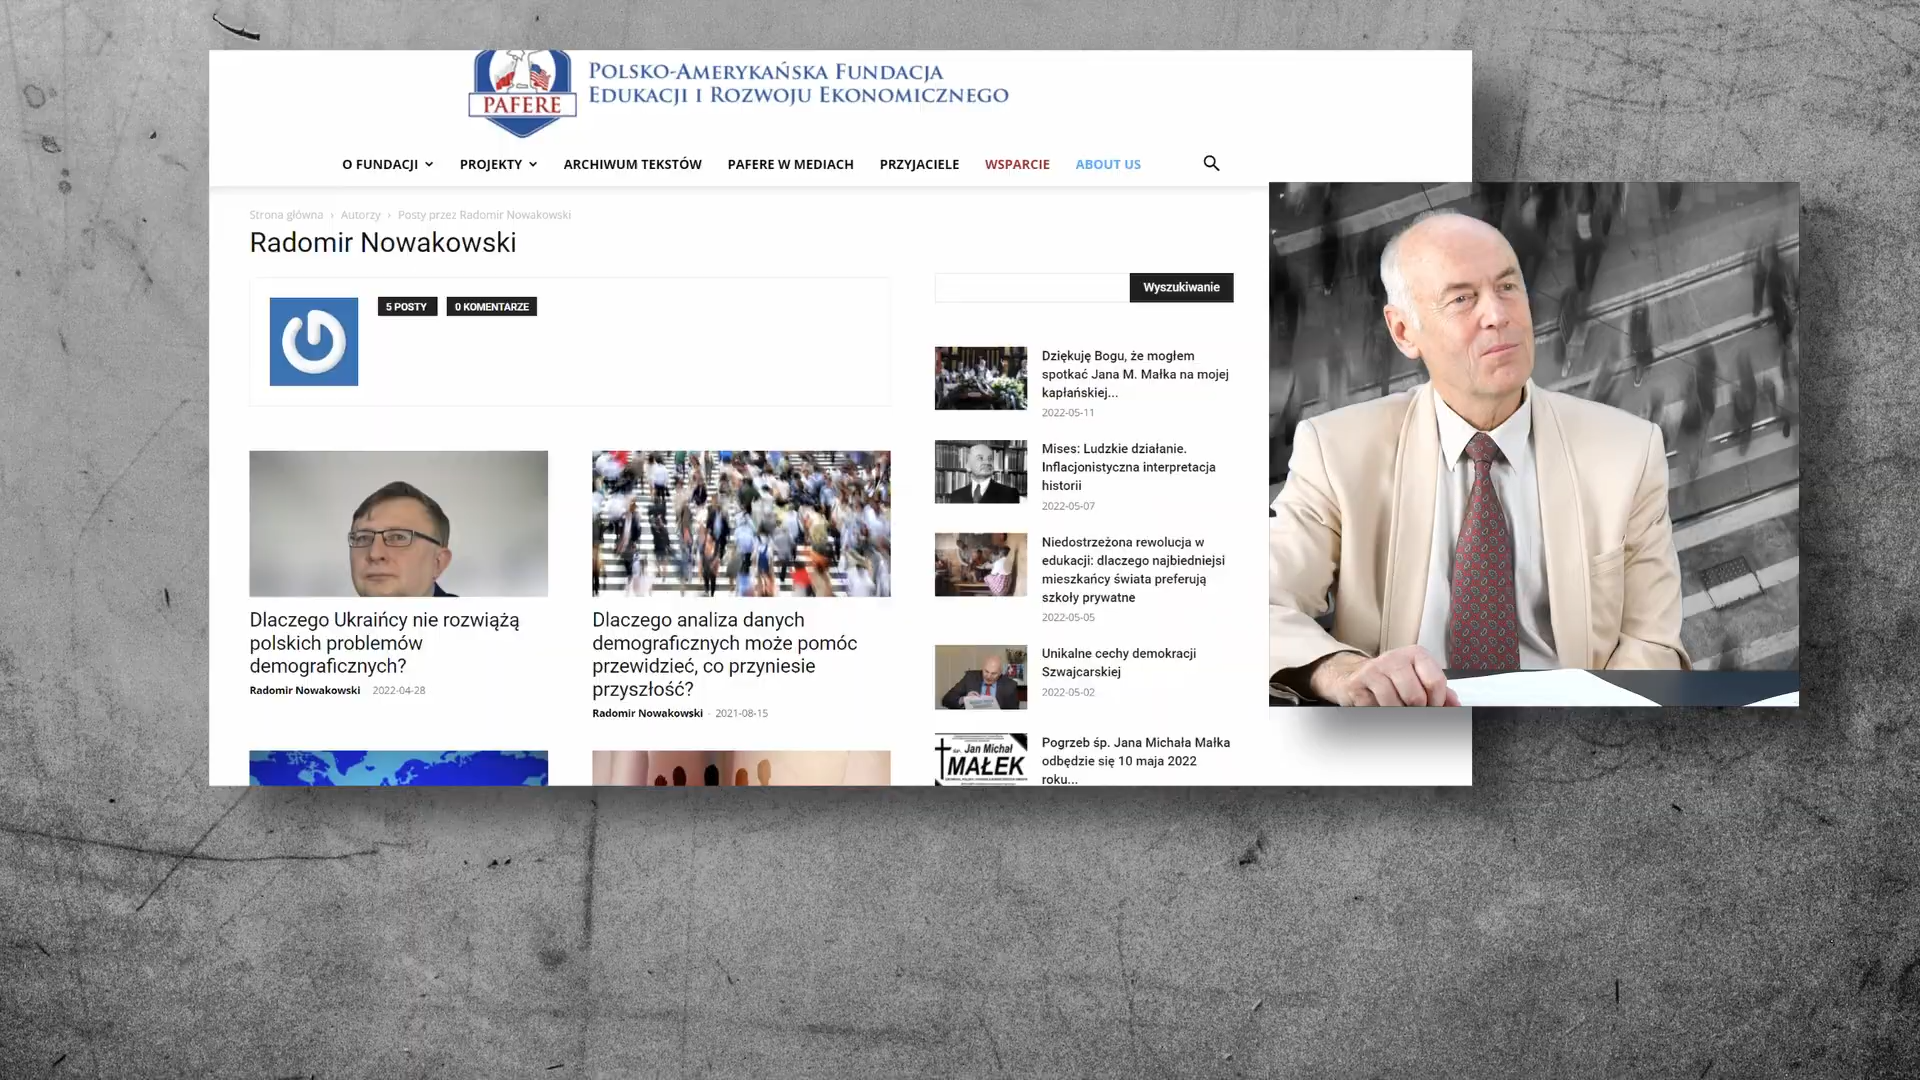 PAFERE
Polsko-Amerykańska Fundacja
Edukacji i Rozwoju Ekonomicznego
O FUNDACJI
PROJEKTY
ARCHIWUM TEKSTÓW
PAFERE W MEDIACH
PRZYJACIELE
WSPARCIE
ABOUT US
Strona główna › Autorzy › Posty przez Radomir Nowakowski
Radomir Nowakowski
5 POSTY
0 KOMENTARZE
Dlaczego Ukraińcy nie rozwiążą
polskich problemów
demograficznych?
Radomir Nowakowski 2022-04-28
Dlaczego analiza danych
demograficznych może pomóc
przewidzieć, co przyniesie
przyszłość?
Radomir Nowakowski - 2021-08-15
Wyszukiwanie
Dziękuję Bogu, że mogłem
spotkać Jana M. Małka na mojej
kapłańskiej...
2022-05-11
Mises: Ludzkie działanie.
Inflacjonistyczna interpretacja
historii
2022-05-07
Niedostrzeżona rewolucja w
edukacji: dlaczego najbiedniejsi
mieszkańcy świata preferują
szkoły prywatne
2022-05-05
Unikalne cechy demokracji
Szwajcarskiej
2022-05-02
śp. Jan Michał
MAŁEK
Pogrzeb śp. Jana Michała Małka
odbędzie się 10 maja 2022
roku...